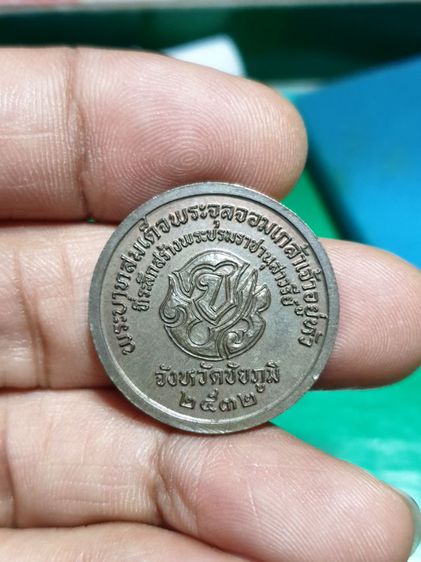 พระบาทสมเด็จพระจุลจอมเกล้าเจ้าอยู่หัว
ที่ระลึกสร้างพระบรมราชานุสาวรีย์
จังหวัดชัยภูมิ
๒๕๓๒